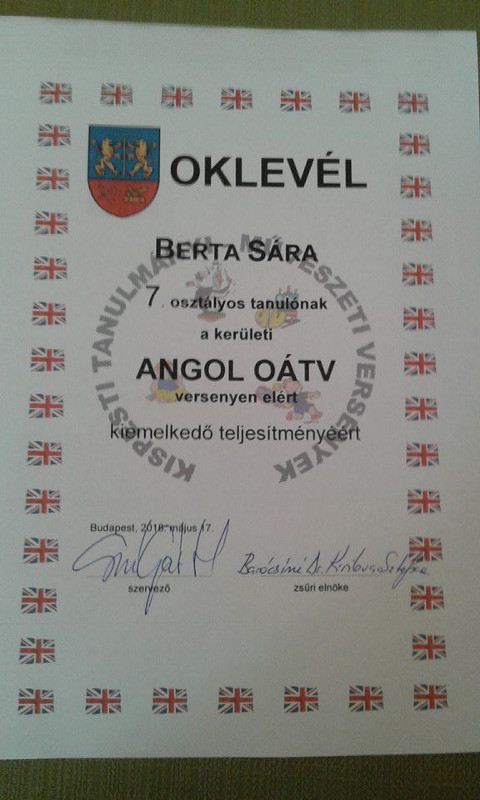 OKLEVÉL
BERTA SÁRA
7. osztályos tanulónak
a kerületi
ANGOL OÁTV
versenyen elért
kiemelkedő teljesítményéért
KISPESTI TANULMÁNYI MŰVÉSZETI VERSENYEK
Budapest, 2018. május 17.
szervező
zsűri elnöke